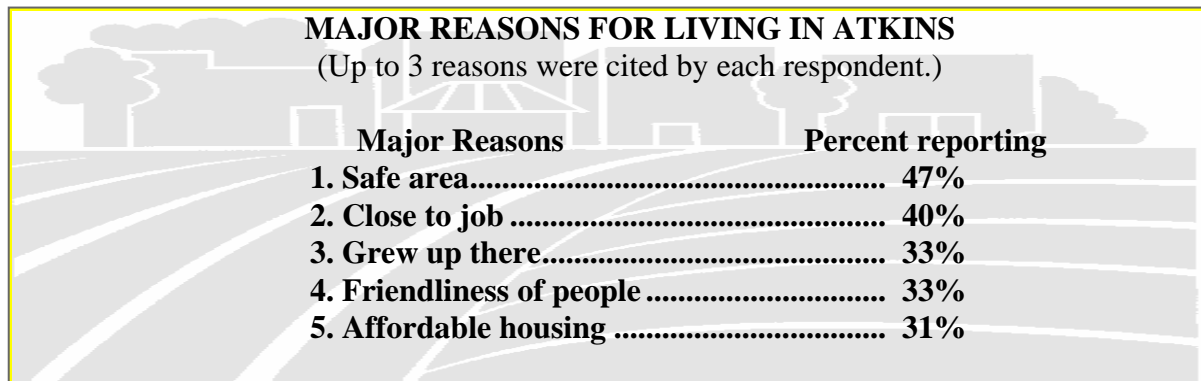 MAJOR REASONS FOR LIVING IN ATKINS
(Up to 3 reasons were cited by each respondent.)
Major Reasons Percent reporting
1. Safe area................................................... 47%
2. Close to job .............................................. 40%
3. Grew up there.......................................... 33%
4. Friendliness of people ............................. 33%
5. Affordable housing ................................. 31%